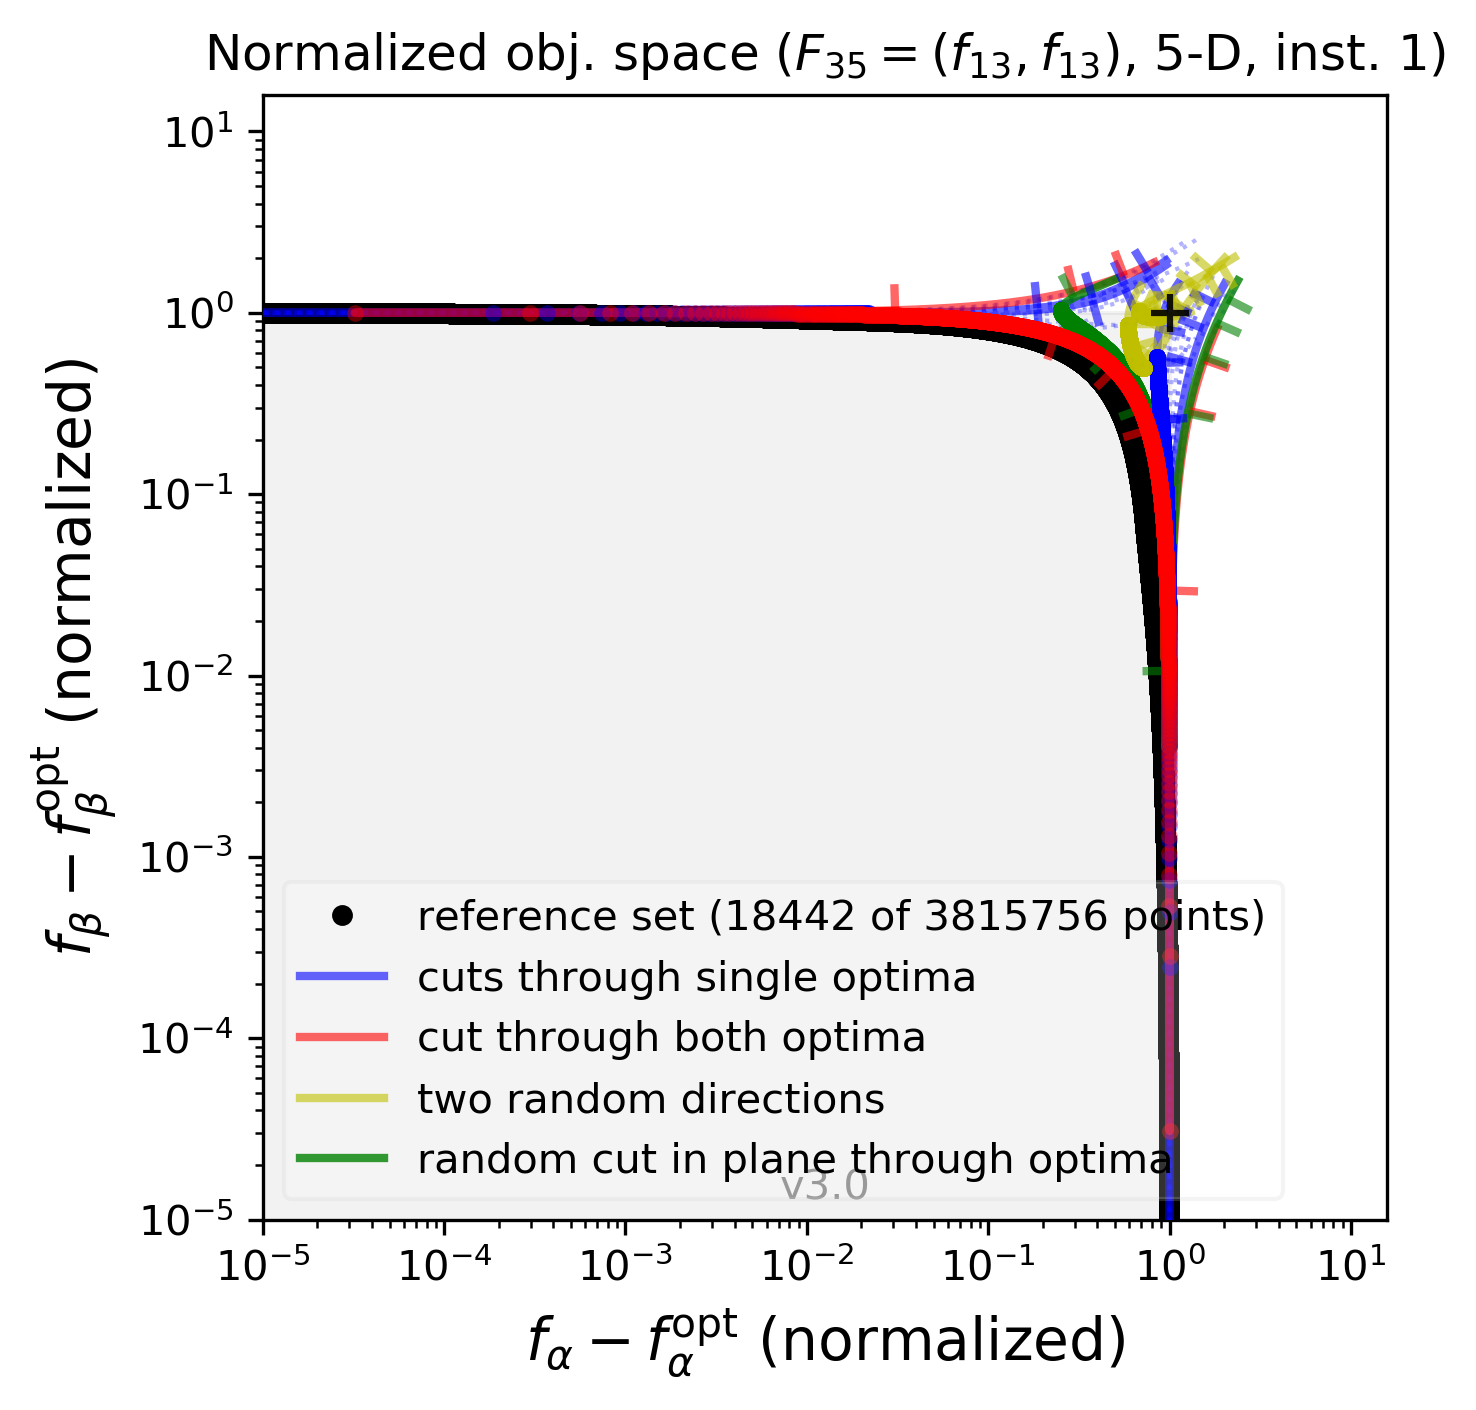 Normalized obj. space (F₃₅ = (f₁₃, f₁₃), 5-D, inst. 1)
10¹
10⁰
10⁻¹
10⁻²
10⁻³
10⁻⁴
10⁻⁵
f_β − f_β^opt (normalized)
reference set (18442 of 3815756 points)
cuts through single optima
cut through both optima
two random directions
random cut in plane through optima
v3.0
10⁻⁵ 10⁻⁴ 10⁻³ 10⁻² 10⁻¹ 10⁰ 10¹
f_α − f_α^opt (normalized)